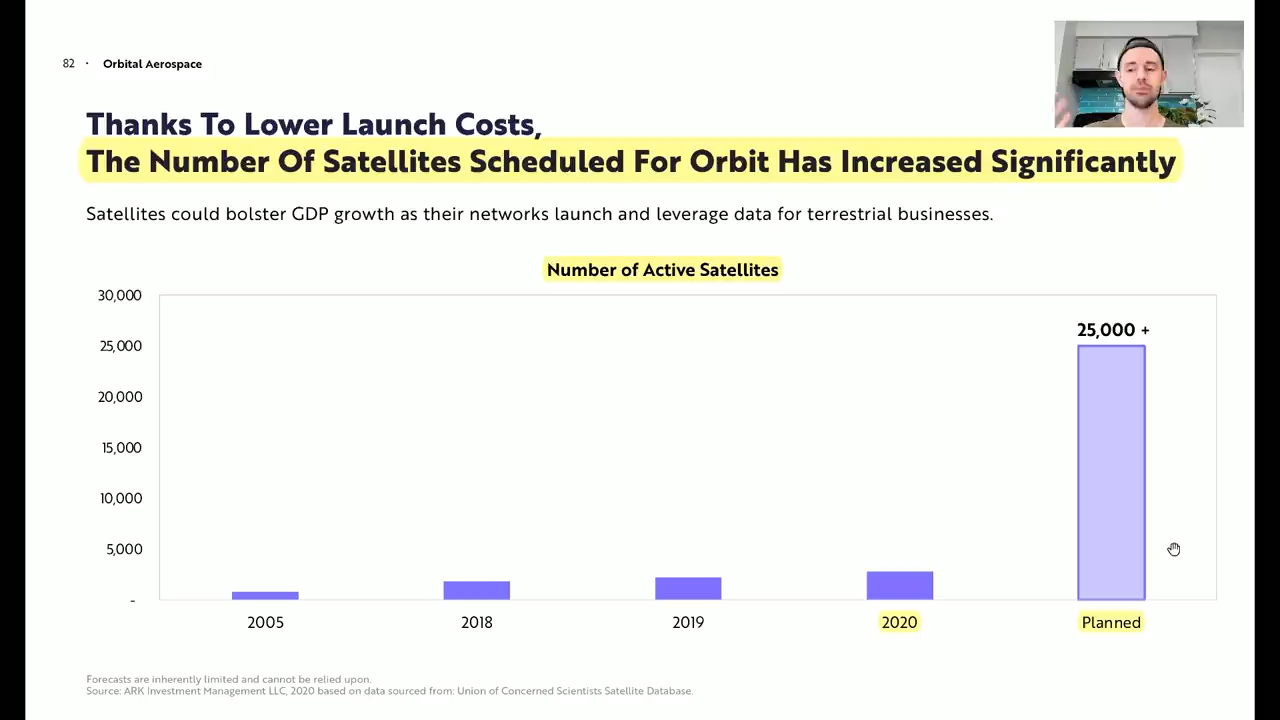 82 · Orbital Aerospace
Thanks To Lower Launch Costs,
The Number Of Satellites Scheduled For Orbit Has Increased Significantly
Satellites could bolster GDP growth as their networks launch and leverage data for terrestrial businesses.
Number of Active Satellites
30,000
25,000 +
25,000
20,000
15,000
10,000
5,000
-
2005 2018 2019 2020 Planned
Forecasts are inherently limited and cannot be relied upon.
Source: ARK Investment Management LLC, 2020 based on data sourced from: Union of Concerned Scientists Satellite Database.